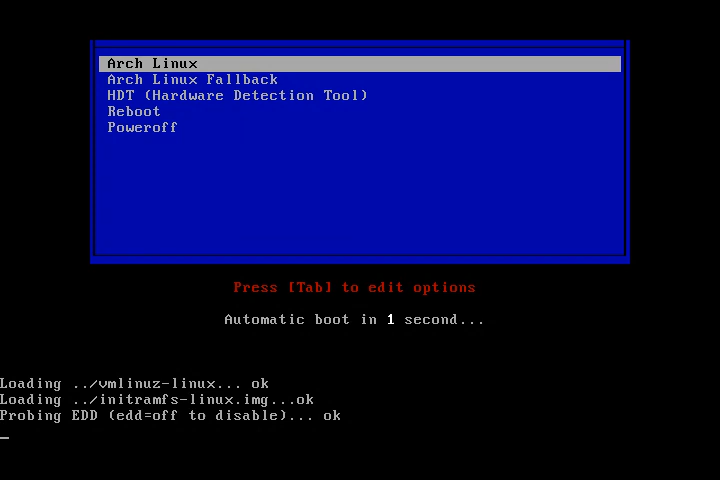 Arch Linux
Arch Linux Fallback
HDT (Hardware Detection Tool)
Reboot
Poweroff
Press [Tab] to edit options
Automatic boot in 1 second...
Loading ../vmlinuz-linux... ok
Loading ../initramfs-linux.img...ok
Probing EDD (edd=off to disable)... ok
_